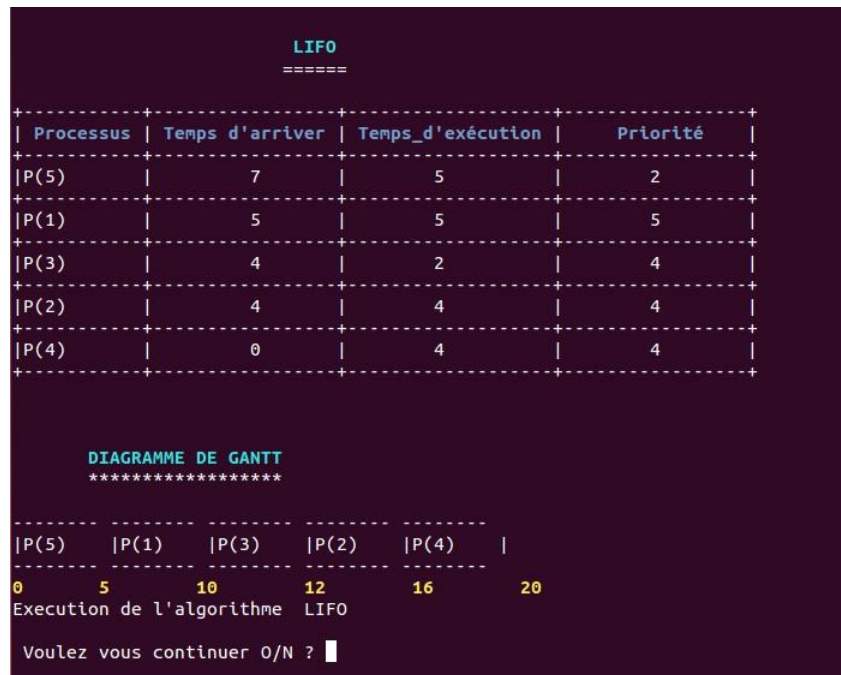 LIFO
======
+-----------+------------------+-------------------+------------------+
| Processus | Temps d'arriver | Temps_d'exécution | Priorité |
+-----------+------------------+-------------------+------------------+
|P(5) | 7 | 5 | 2 |
+-----------+------------------+-------------------+------------------+
|P(1) | 5 | 5 | 5 |
+-----------+------------------+-------------------+------------------+
|P(3) | 4 | 2 | 4 |
+-----------+------------------+-------------------+------------------+
|P(2) | 4 | 4 | 4 |
+-----------+------------------+-------------------+------------------+
|P(4) | 0 | 4 | 4 |
+-----------+------------------+-------------------+------------------+
DIAGRAMME DE GANTT
******************
-------- -------- -------- -------- --------
|P(5) |P(1) |P(3) |P(2) |P(4) |
-------- -------- -------- -------- --------
0 5 10 12 16 20
Execution de l'algorithme LIFO
Voulez vous continuer O/N ?